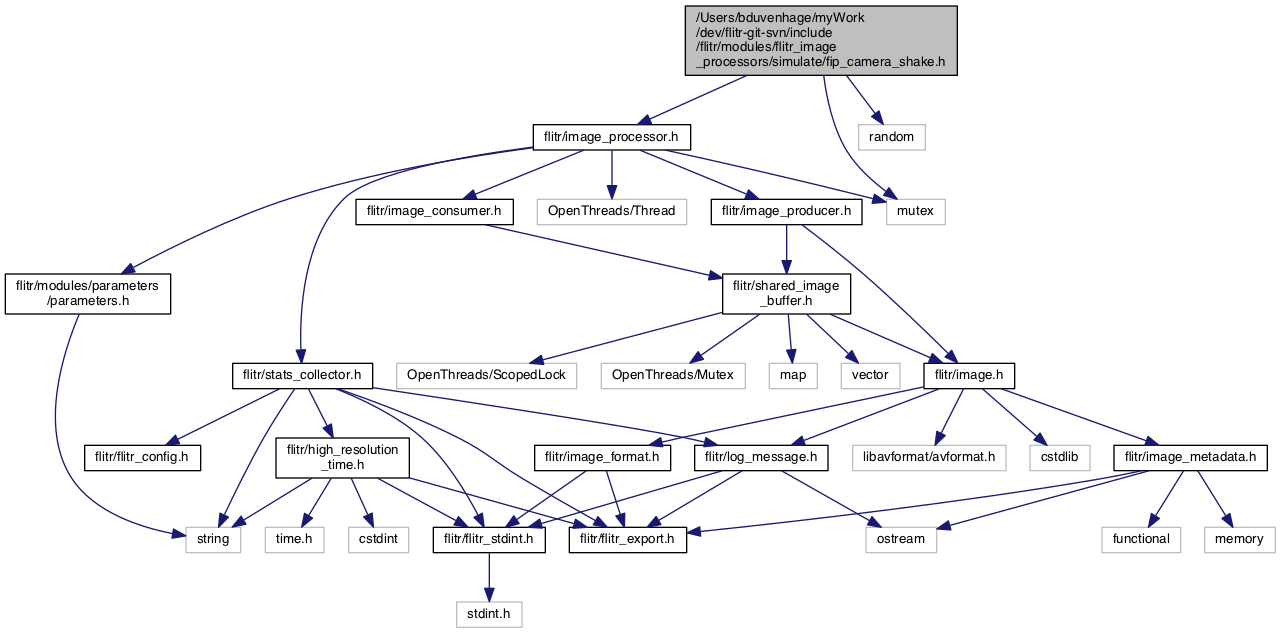 /Users/bduvenhage/myWork
/dev/flitr-git-svn/include
/flitr/modules/flitr_image
_processors/simulate/fip_camera_shake.h
flitr/image_processor.h
random
flitr/image_consumer.h
OpenThreads/Thread
flitr/image_producer.h
mutex
flitr/modules/parameters
/parameters.h
flitr/shared_image
_buffer.h
flitr/stats_collector.h
OpenThreads/ScopedLock
OpenThreads/Mutex
map
vector
flitr/image.h
flitr/flitr_config.h
flitr/high_resolution
_time.h
flitr/image_format.h
flitr/log_message.h
libavformat/avformat.h
cstdlib
flitr/image_metadata.h
string
time.h
cstdint
flitr/flitr_stdint.h
flitr/flitr_export.h
ostream
functional
memory
stdint.h